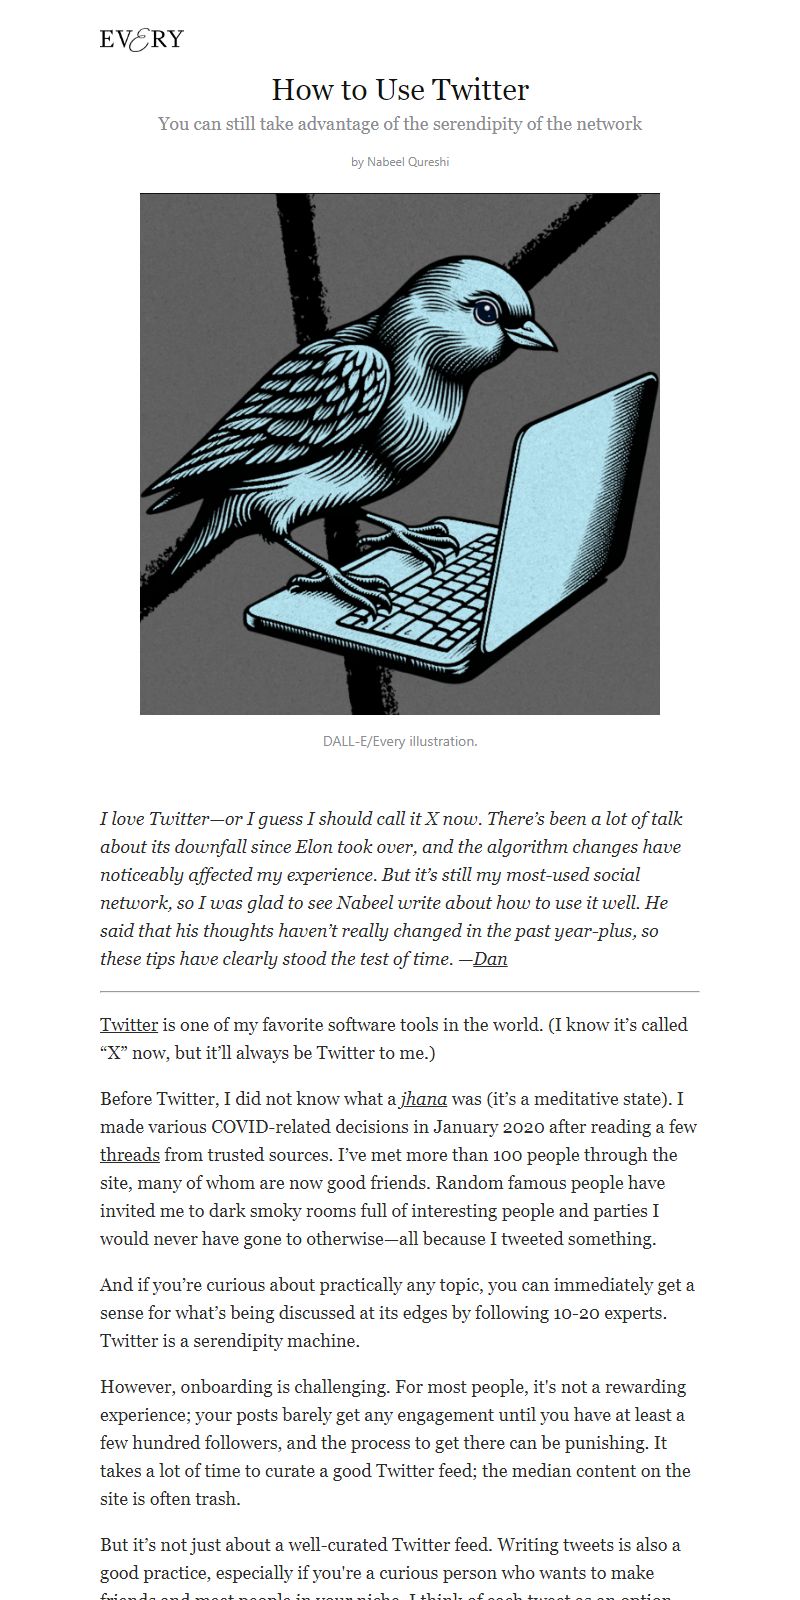 EVERY
How to Use Twitter
You can still take advantage of the serendipity of the network
by Nabeel Qureshi
DALL-E/Every illustration.
I love Twitter—or I guess I should call it X now. There’s been a lot of talk
about its downfall since Elon took over, and the algorithm changes have
noticeably affected my experience. But it’s still my most-used social
network, so I was glad to see Nabeel write about how to use it well. He
said that his thoughts haven’t really changed in the past year-plus, so
these tips have clearly stood the test of time. —Dan
Twitter is one of my favorite software tools in the world. (I know it’s called
“X” now, but it’ll always be Twitter to me.)
Before Twitter, I did not know what a jhana was (it’s a meditative state). I
made various COVID-related decisions in January 2020 after reading a few
threads from trusted sources. I’ve met more than 100 people through the
site, many of whom are now good friends. Random famous people have
invited me to dark smoky rooms full of interesting people and parties I
would never have gone to otherwise—all because I tweeted something.
And if you’re curious about practically any topic, you can immediately get a
sense for what’s being discussed at its edges by following 10-20 experts.
Twitter is a serendipity machine.
However, onboarding is challenging. For most people, it's not a rewarding
experience; your posts barely get any engagement until you have at least a
few hundred followers, and the process to get there can be punishing. It
takes a lot of time to curate a good Twitter feed; the median content on the
site is often trash.
But it’s not just about a well-curated Twitter feed. Writing tweets is also a
good practice, especially if you're a curious person who wants to make
friends and meet people in your niche. I think of each tweet as an option